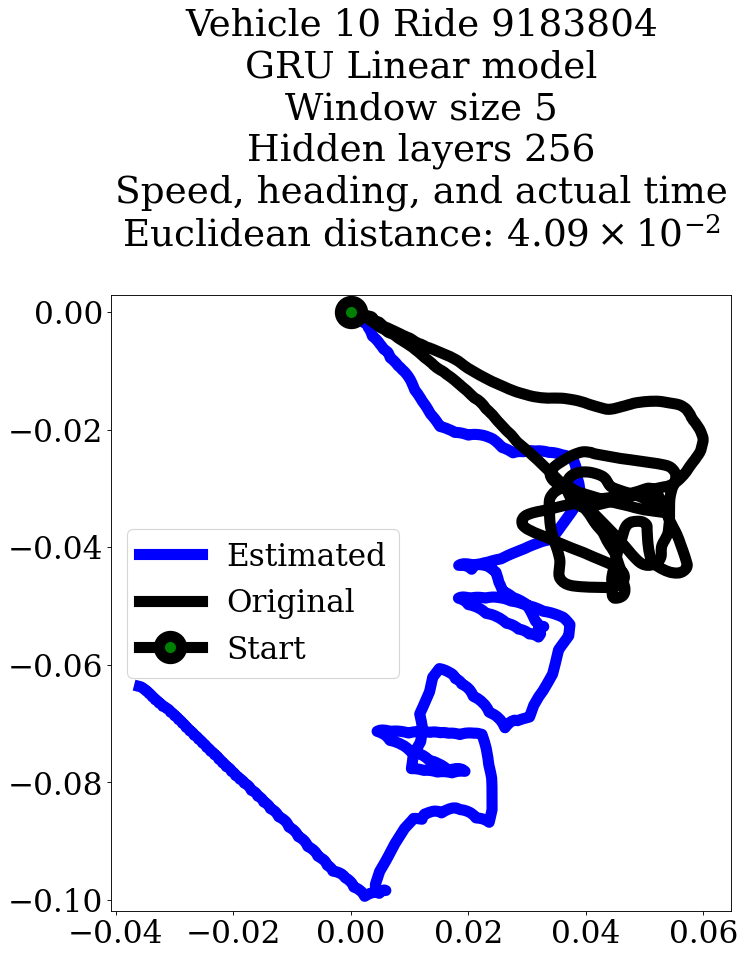 Vehicle 10 Ride 9183804
GRU Linear model
Window size 5
Hidden layers 256
Speed, heading, and actual time
Euclidean distance: 4.09 × 10⁻²
0.00
−0.02
−0.04
−0.06
−0.08
−0.10
Estimated
Original
Start
−0.04 −0.02 0.00 0.02 0.04 0.06